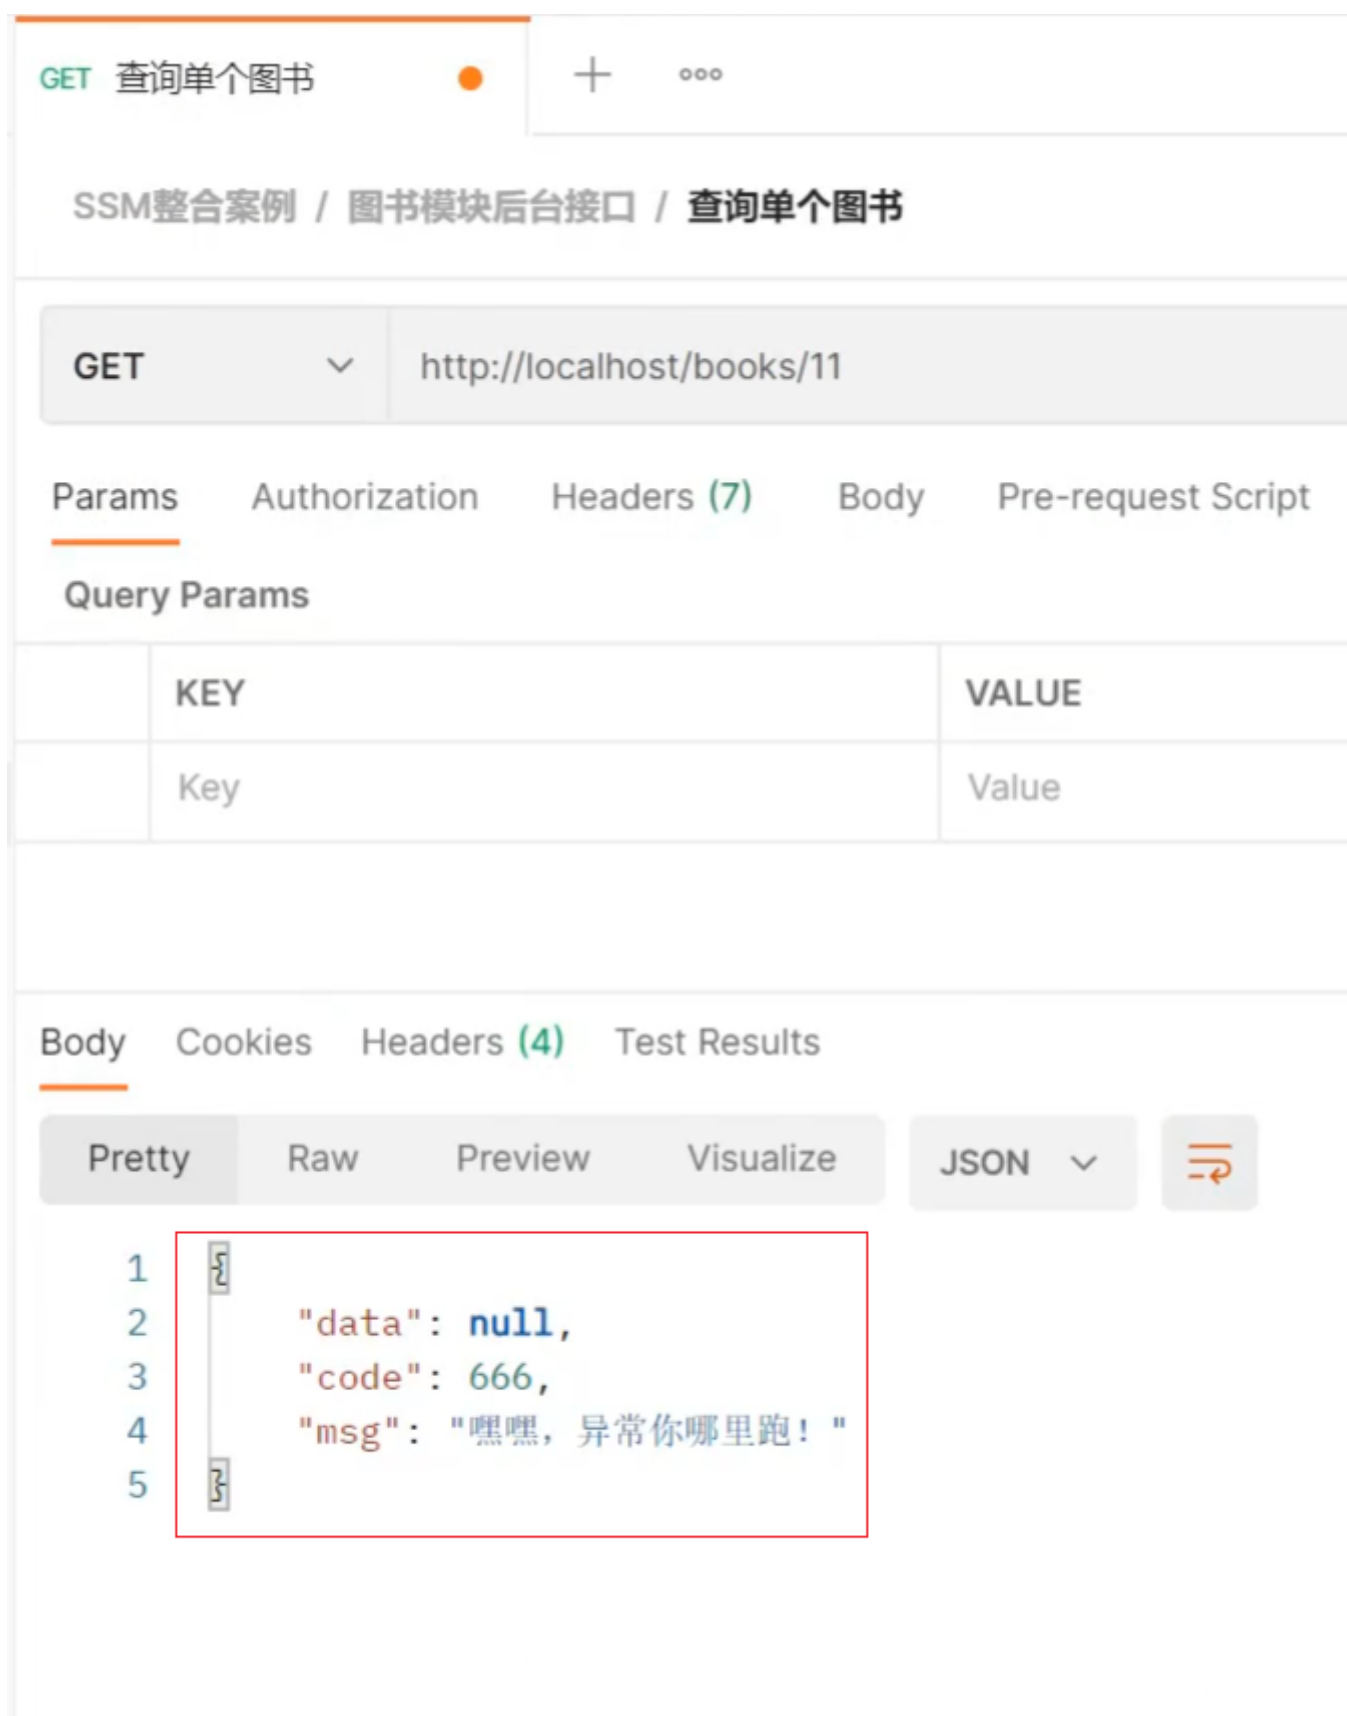 GET 查询单个图书
SSM整合案例 / 图书模块后台接口 / 查询单个图书
GET http://localhost/books/11
Params Authorization Headers (7) Body Pre-request Script
Query Params
KEY VALUE
Key Value
Body Cookies Headers (4) Test Results
Pretty Raw Preview Visualize JSON
1 {
2 "data": null,
3 "code": 666,
4 "msg": "嘿嘿，异常你哪里跑！"
5 }